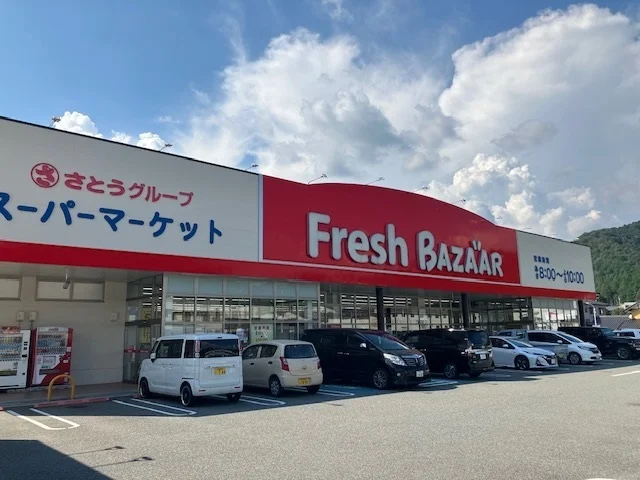 さ さとうグループ
スーパーマーケット
Fresh BAZAAR
営業時間
8:00～10:00